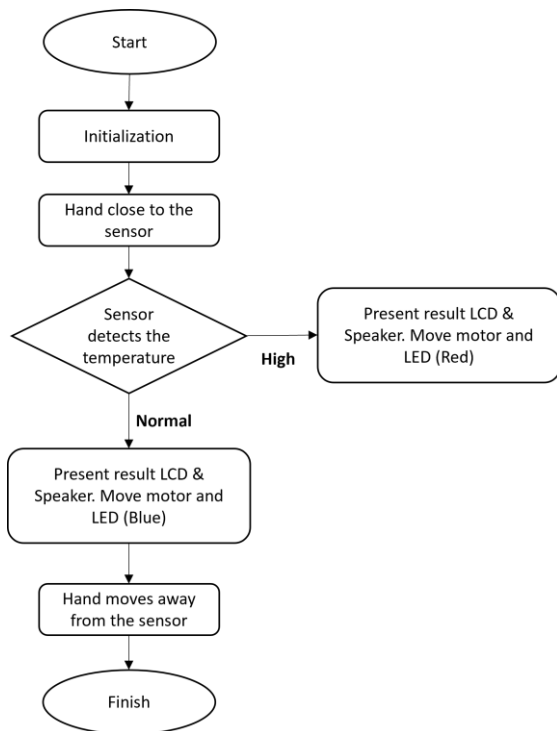 Start
Initialization
Hand close to the
sensor
Sensor
detects the
temperature
High
Present result LCD &
Speaker. Move motor and
LED (Red)
Normal
Present result LCD &
Speaker. Move motor and
LED (Blue)
Hand moves away
from the sensor
Finish